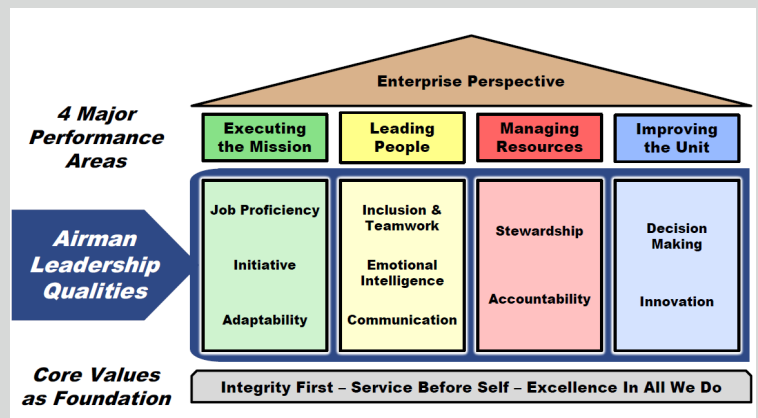 Enterprise Perspective
4 Major
Performance
Areas
Executing
the Mission
Leading
People
Managing
Resources
Improving
the Unit
Airman
Leadership
Qualities
Job Proficiency
Initiative
Adaptability
Inclusion &
Teamwork
Emotional
Intelligence
Communication
Stewardship
Accountability
Decision
Making
Innovation
Core Values
as Foundation
Integrity First – Service Before Self – Excellence In All We Do